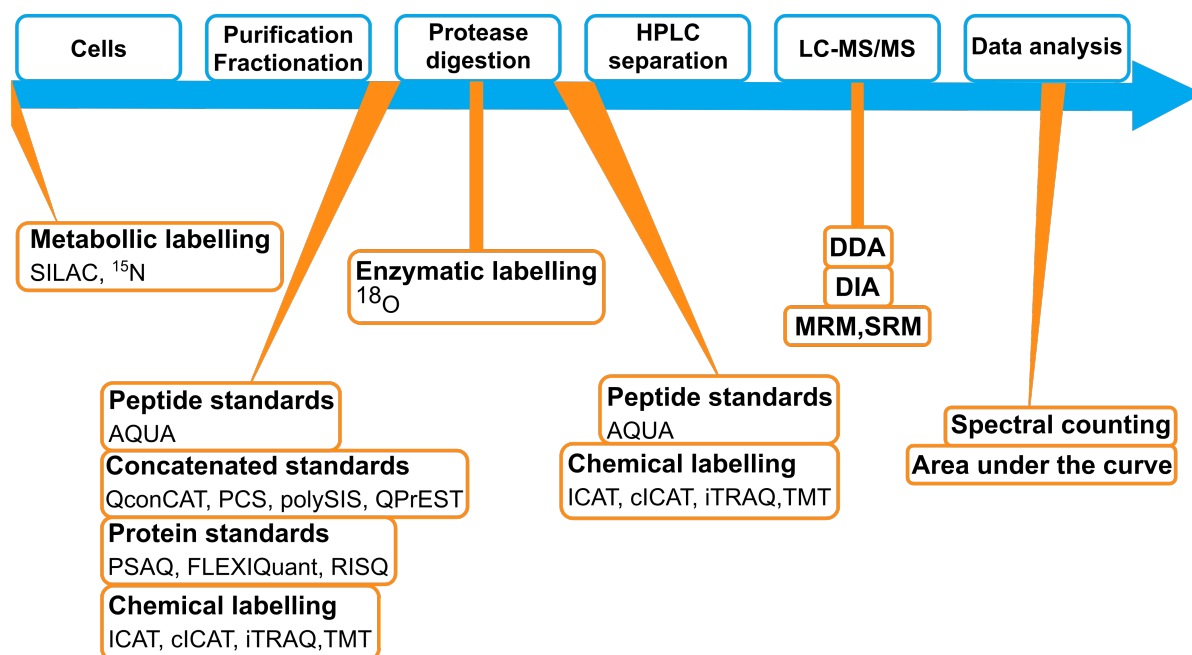 Cells
Purification
Fractionation
Protease
digestion
HPLC
separation
LC-MS/MS
Data analysis
Metabollic labelling
SILAC, ¹⁵N
Enzymatic labelling
¹⁸O
DDA
DIA
MRM,SRM
Peptide standards
AQUA
Concatenated standards
QconCAT, PCS, polySIS, QPrEST
Protein standards
PSAQ, FLEXIQuant, RISQ
Chemical labelling
ICAT, cICAT, iTRAQ,TMT
Peptide standards
AQUA
Chemical labelling
ICAT, cICAT, iTRAQ,TMT
Spectral counting
Area under the curve